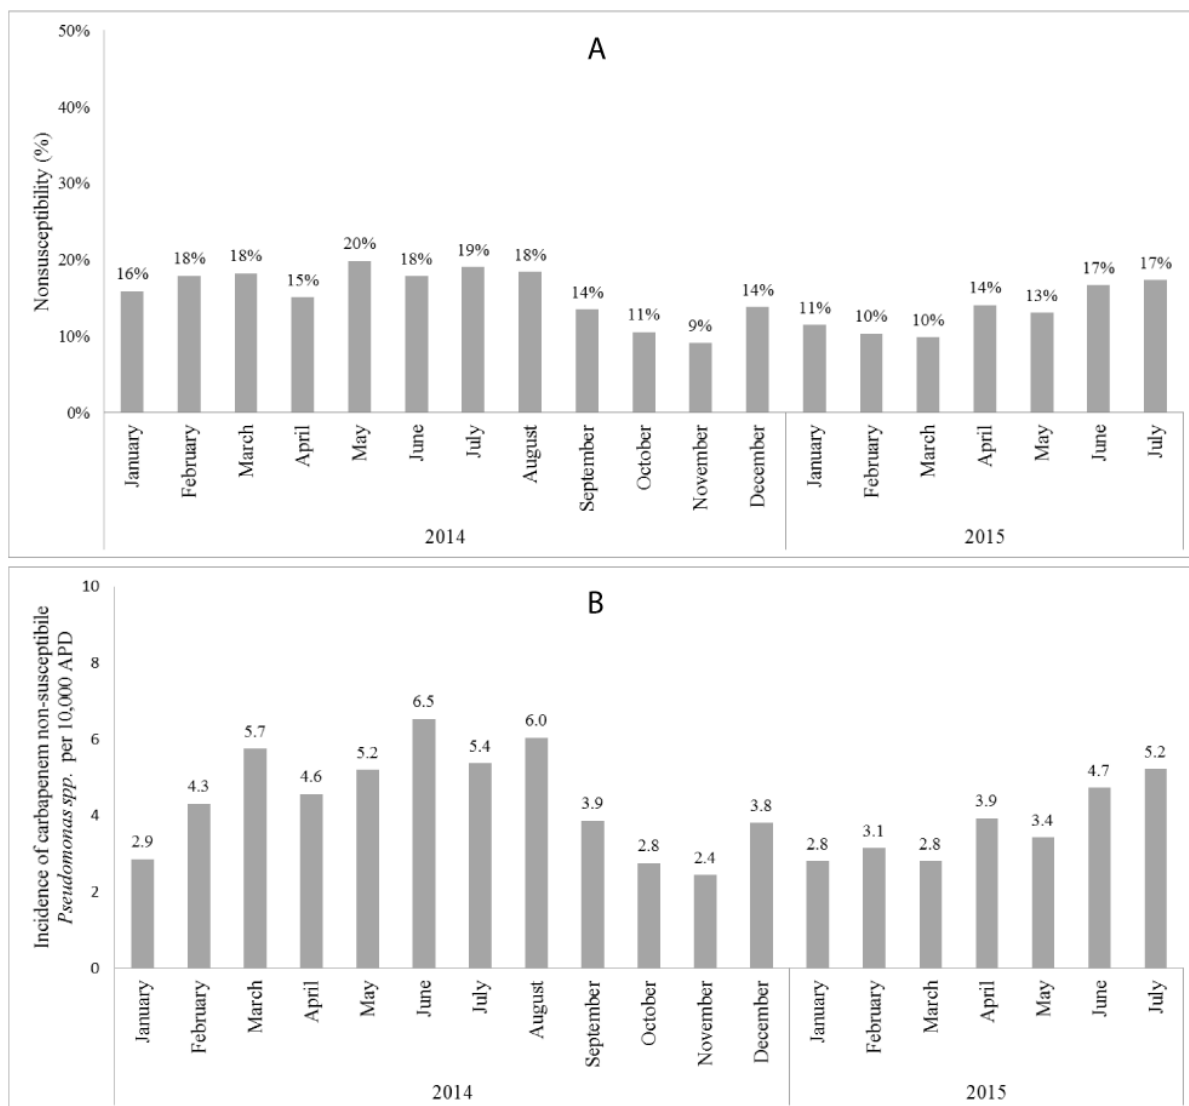 A
Nonsusceptibility (%)
50%
40%
30%
20%
10%
0%
16%
18%
18%
15%
20%
18%
19%
18%
14%
11%
9%
14%
11%
10%
10%
14%
13%
17%
17%
January
February
March
April
May
June
July
August
September
October
November
December
January
February
March
April
May
June
July
2014
2015
B
Incidence of carbapenem non-susceptibile
Pseudomonas spp. per 10,000 APD
10
8
6
4
2
0
2.9
4.3
5.7
4.6
5.2
6.5
5.4
6.0
3.9
2.8
2.4
3.8
2.8
3.1
2.8
3.9
3.4
4.7
5.2
January
February
March
April
May
June
July
August
September
October
November
December
January
February
March
April
May
June
July
2014
2015